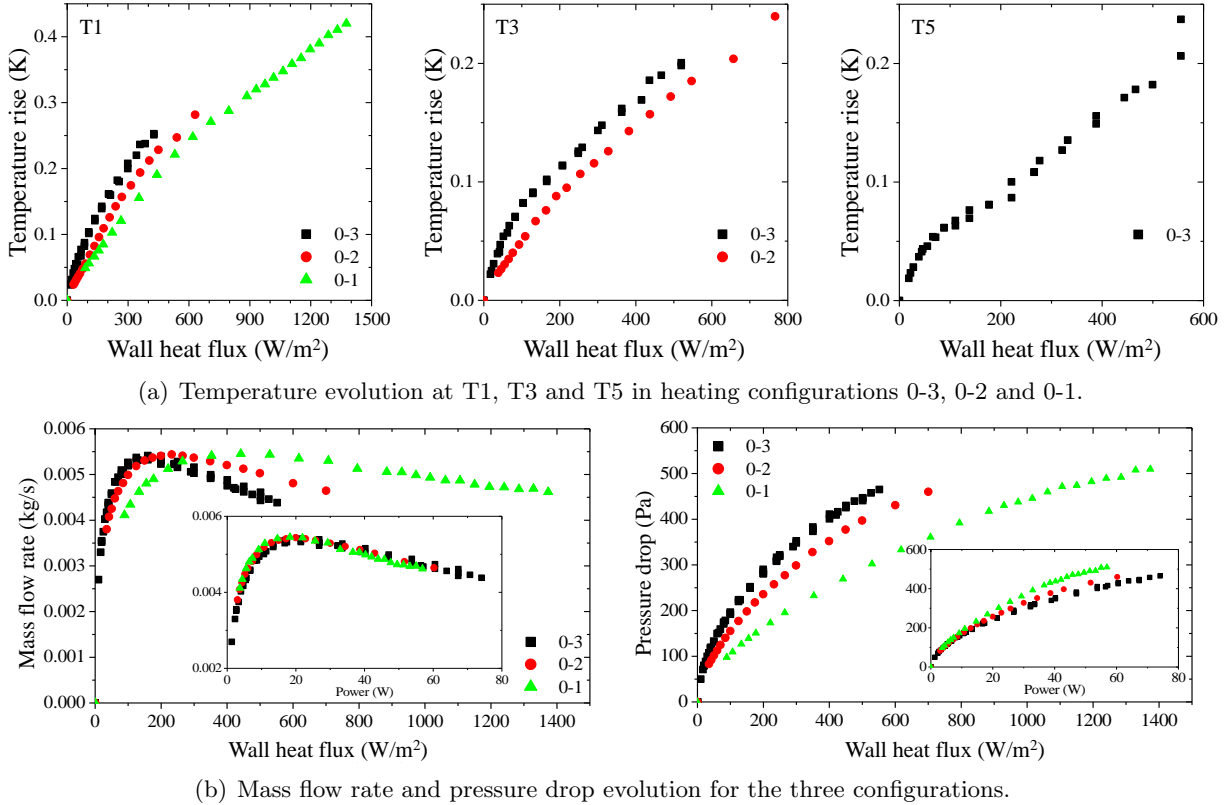 T1
Temperature rise (K)
0.4
0.3
0.2
0.1
0.0
0-3
0-2
0-1
0 300 600 900 1200 1500
Wall heat flux (W/m²)
T3
Temperature rise (K)
0.2
0.1
0.0
0-3
0-2
0 200 400 600 800
Wall heat flux (W/m²)
T5
Temperature rise (K)
0.2
0.1
0.0
0-3
0 200 400 600
Wall heat flux (W/m²)
(a) Temperature evolution at T1, T3 and T5 in heating configurations 0-3, 0-2 and 0-1.
Mass flow rate (kg/s)
0.006
0.005
0.004
0.003
0.002
0.001
0.000
0.006
0.004
0.002
0 20 40 60 80
Power (W)
0-3
0-2
0-1
0 200 400 600 800 1000 1200 1400
Wall heat flux (W/m²)
Pressure drop (Pa)
600
500
400
300
200
100
0
0-3
0-2
0-1
600
400
200
0
0 20 40 60 80
Power (W)
0 200 400 600 800 1000 1200 1400
Wall heat flux (W/m²)
(b) Mass flow rate and pressure drop evolution for the three configurations.